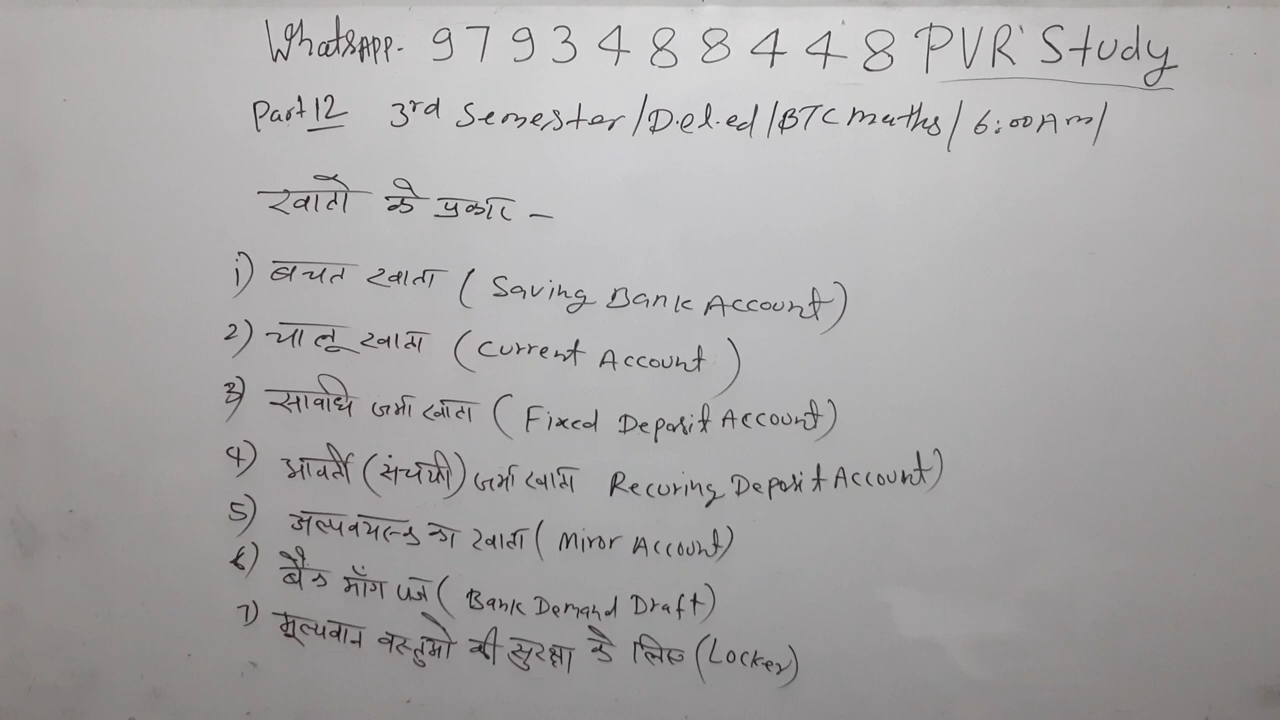 WhatsAPP. 9793488448 PVR Study
Part 12 3rd Semester/D.el.ed/BTC maths/6:00Am/
खातो के प्रकार –
1) बचत खाता (Saving Bank Account)
2) चालू खाता (Current Account)
3) सावधि जमा खाता (Fixed Deposit Account)
4) आवर्ती (संचयी) जमा खाता Recuring Deposit Account)
5) अल्पवयस्क का खाता (Miror Account)
6) बैंक माँग पत्र (Bank Demand Draft)
7) मूल्यवान वस्तुओ की सुरक्षा के लिए (Locker)